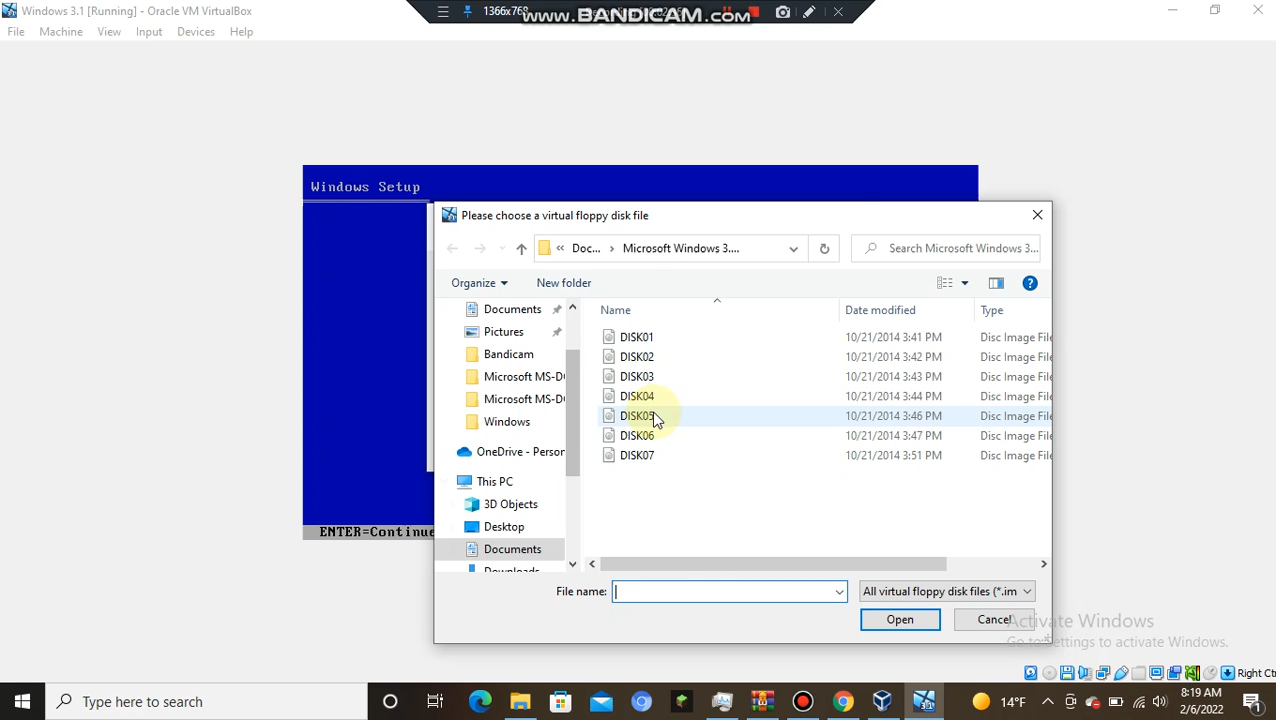 Windows 3.1 [Running] - Oracle VM VirtualBox
1366x768
www.BANDICAM.com
File Machine View Input Devices Help
Windows Setup
Please choose a virtual floppy disk file
« Doc... › Microsoft Windows 3....
Search Microsoft Windows 3...
Organize New folder
Name Date modified Type
Documents
Pictures
Bandicam
Microsoft MS-D
Microsoft MS-D
Windows
OneDrive - Person
This PC
3D Objects
Desktop
Documents
Downloads
DISK01 10/21/2014 3:41 PM Disc Image File
DISK02 10/21/2014 3:42 PM Disc Image File
DISK03 10/21/2014 3:43 PM Disc Image File
DISK04 10/21/2014 3:44 PM Disc Image File
DISK05 10/21/2014 3:46 PM Disc Image File
DISK06 10/21/2014 3:47 PM Disc Image File
DISK07 10/21/2014 3:51 PM Disc Image File
ENTER=Continue
File name: All virtual floppy disk files (*.im
Open Cancel
Activate Windows
Go to Settings to activate Windows.
Right Ct
Type here to search
14°F
8:19 AM
2/6/2022